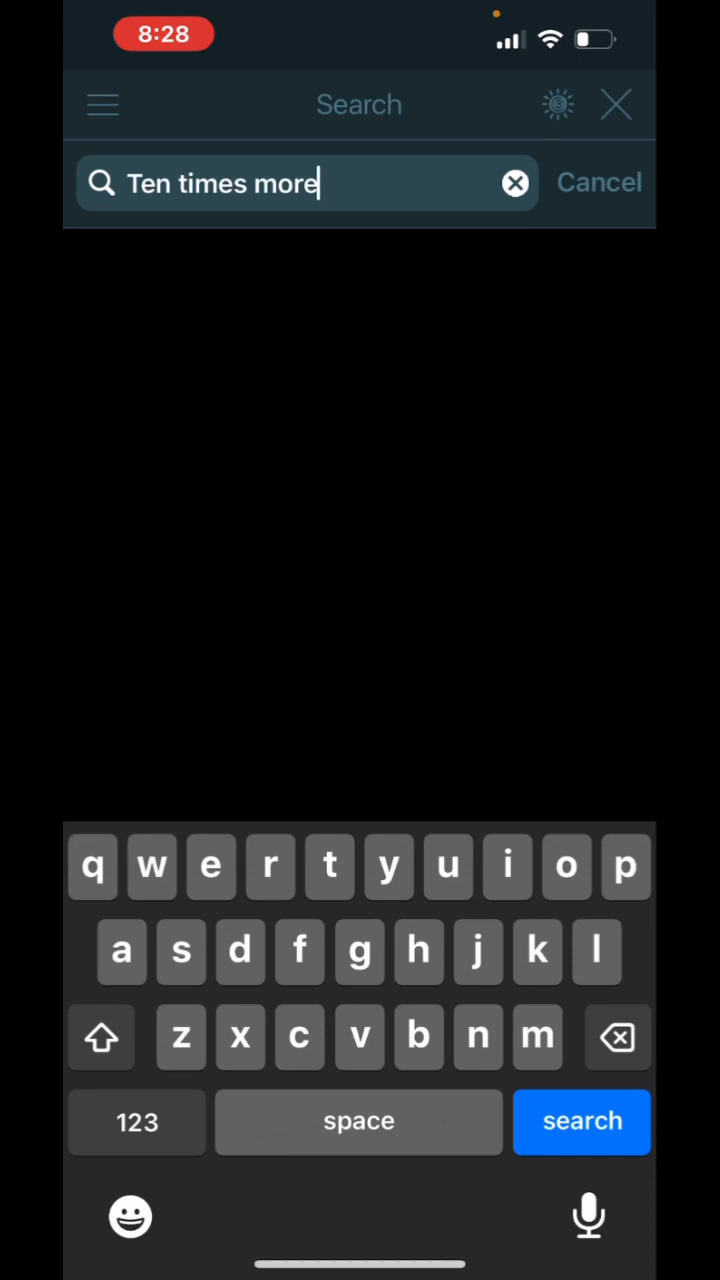 8:28
Search
Ten times more
Cancel
q w e r t y u i o p
a s d f g h j k l
z x c v b n m
123 space search